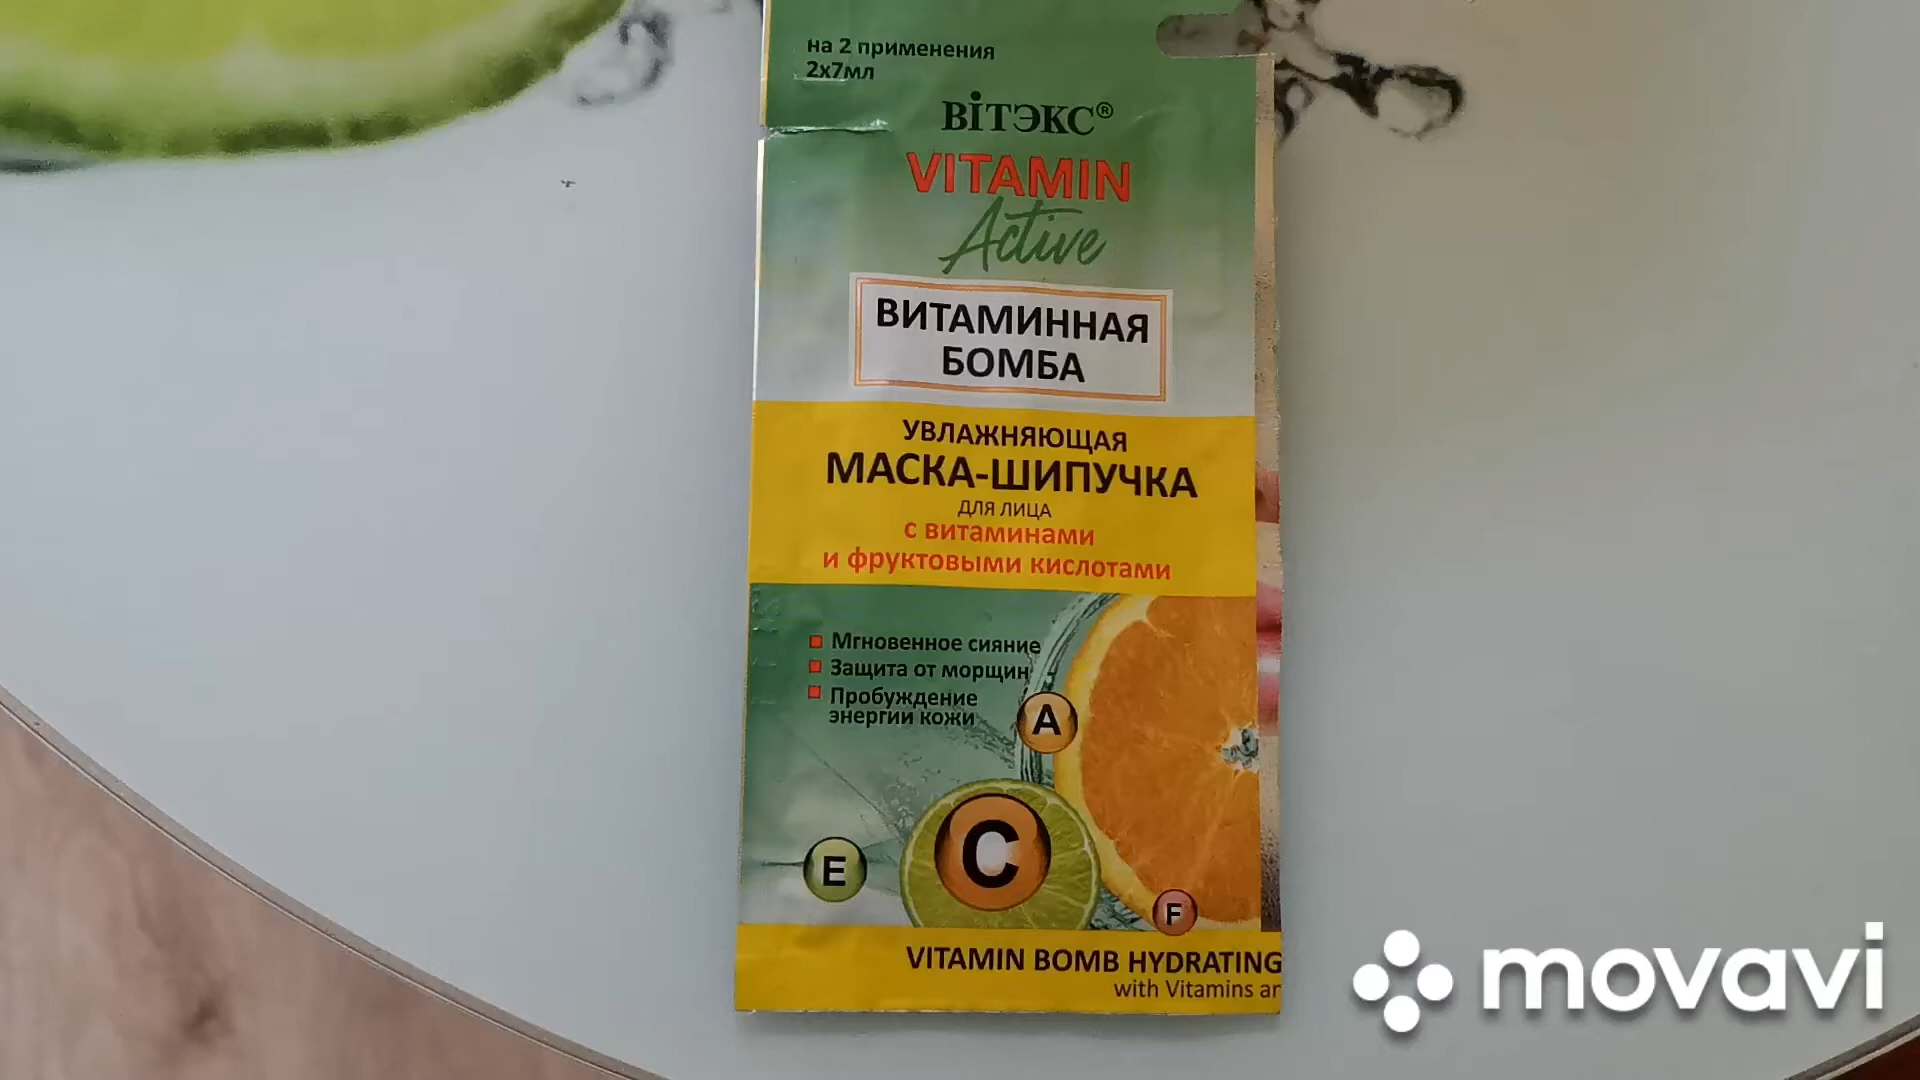 на 2 применения
2х7мл
ВіТЭКС®
VITAMIN
Active
ВИТАМИННАЯ
БОМБА
УВЛАЖНЯЮЩАЯ
МАСКА-ШИПУЧКА
ДЛЯ ЛИЦА
с витаминами
и фруктовыми кислотами
Мгновенное сияние
Защита от морщин
Пробуждение
энергии кожи
A
C
E
F
VITAMIN BOMB HYDRATING
with Vitamins
movavi